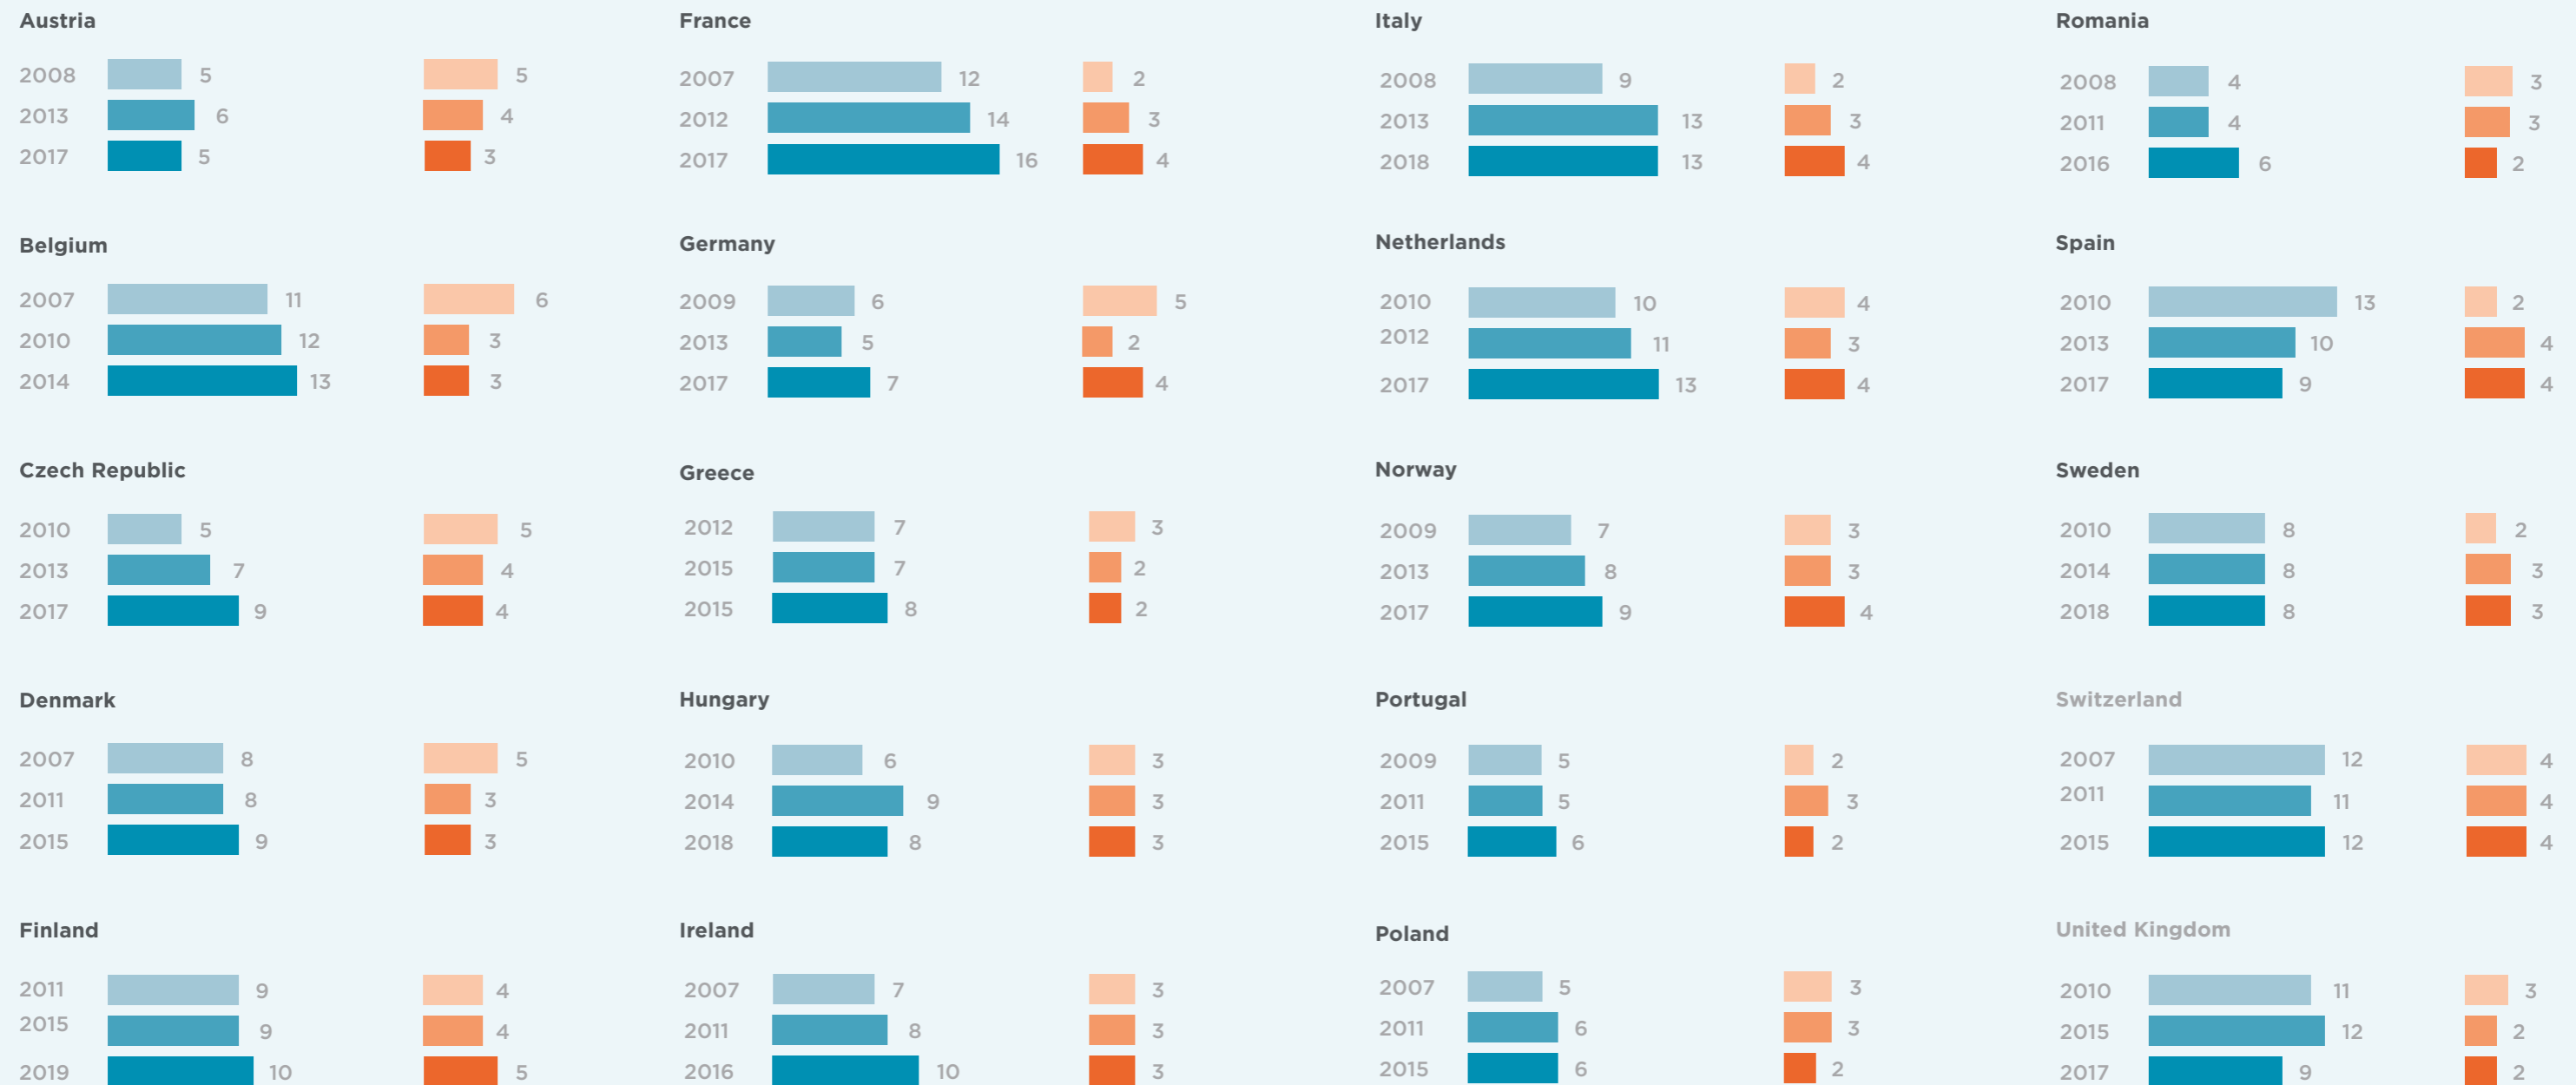 Austria
2008 5 5
2013 6 4
2017 5 3
Belgium
2007 11 6
2010 12 3
2014 13 3
Czech Republic
2010 5 5
2013 7 4
2017 9 4
Denmark
2007 8 5
2011 8 3
2015 9 3
Finland
2011 9 4
2015 9 4
2019 10 5
France
2007 12 2
2012 14 3
2017 16 4
Germany
2009 6 5
2013 5 2
2017 7 4
Greece
2012 7 3
2015 7 2
2015 8 2
Hungary
2010 6 3
2014 9 3
2018 8 3
Ireland
2007 7 3
2011 8 3
2016 10 3
Italy
2008 9 2
2013 13 3
2018 13 4
Netherlands
2010 10 4
2012 11 3
2017 13 4
Norway
2009 7 3
2013 8 3
2017 9 4
Portugal
2009 5 2
2011 5 3
2015 6 2
Poland
2007 5 3
2011 6 3
2015 6 2
Romania
2008 4 3
2011 4 3
2016 6 2
Spain
2010 13 2
2013 10 4
2017 9 4
Sweden
2010 8 2
2014 8 3
2018 8 3
Switzerland
2007 12 4
2011 11 4
2015 12 4
United Kingdom
2010 11 3
2015 12 2
2017 9 2